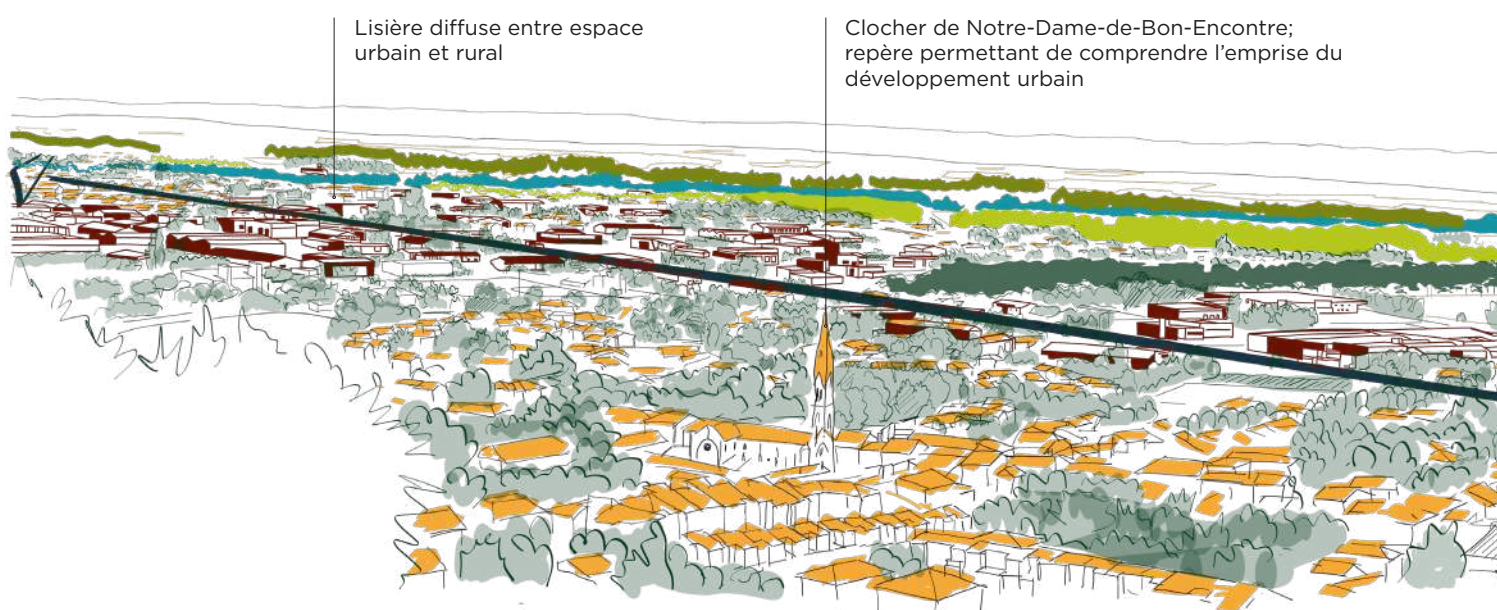 Lisière diffuse entre espace
urbain et rural
Clocher de Notre-Dame-de-Bon-Encontre;
repère permettant de comprendre l’emprise du
développement urbain